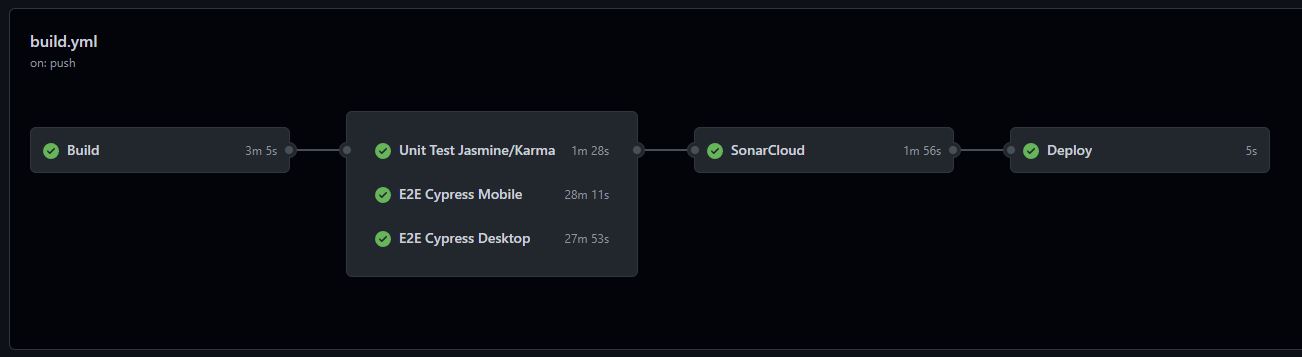 build.yml
on: push
Build 3m 5s
Unit Test Jasmine/Karma 1m 28s
E2E Cypress Mobile 28m 11s
E2E Cypress Desktop 27m 53s
SonarCloud 1m 56s
Deploy 5s